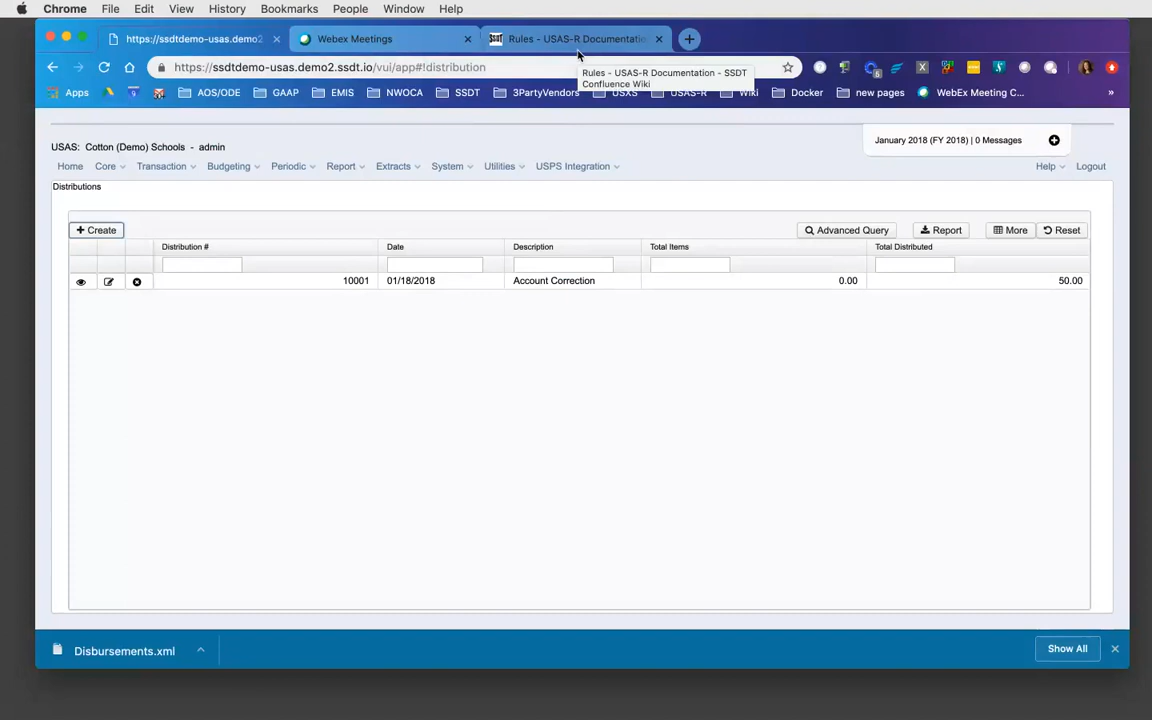 Chrome File Edit View History Bookmarks People Window Help
https://ssdtdemo-usas.demo2 Webex Meetings SSDT Rules - USAS-R Documentatio
https://ssdtdemo-usas.demo2.ssdt.io/vui/app#!distribution
Rules - USAS-R Documentation - SSDT
Confluence Wiki
Apps AOS/ODE GAAP EMIS NWOCA SSDT 3PartyVendors USXS USAS-R Wiki Docker new pages WebEx Meeting C... »
January 2018 (FY 2018) | 0 Messages
USAS: Cotton (Demo) Schools - admin
Home Core Transaction Budgeting Periodic Report Extracts System Utilities USPS Integration Help Logout
Distributions
Create Advanced Query Report More Reset
Distribution # Date Description Total Items Total Distributed
10001 01/18/2018 Account Correction 0.00 50.00
Disbursements.xml Show All